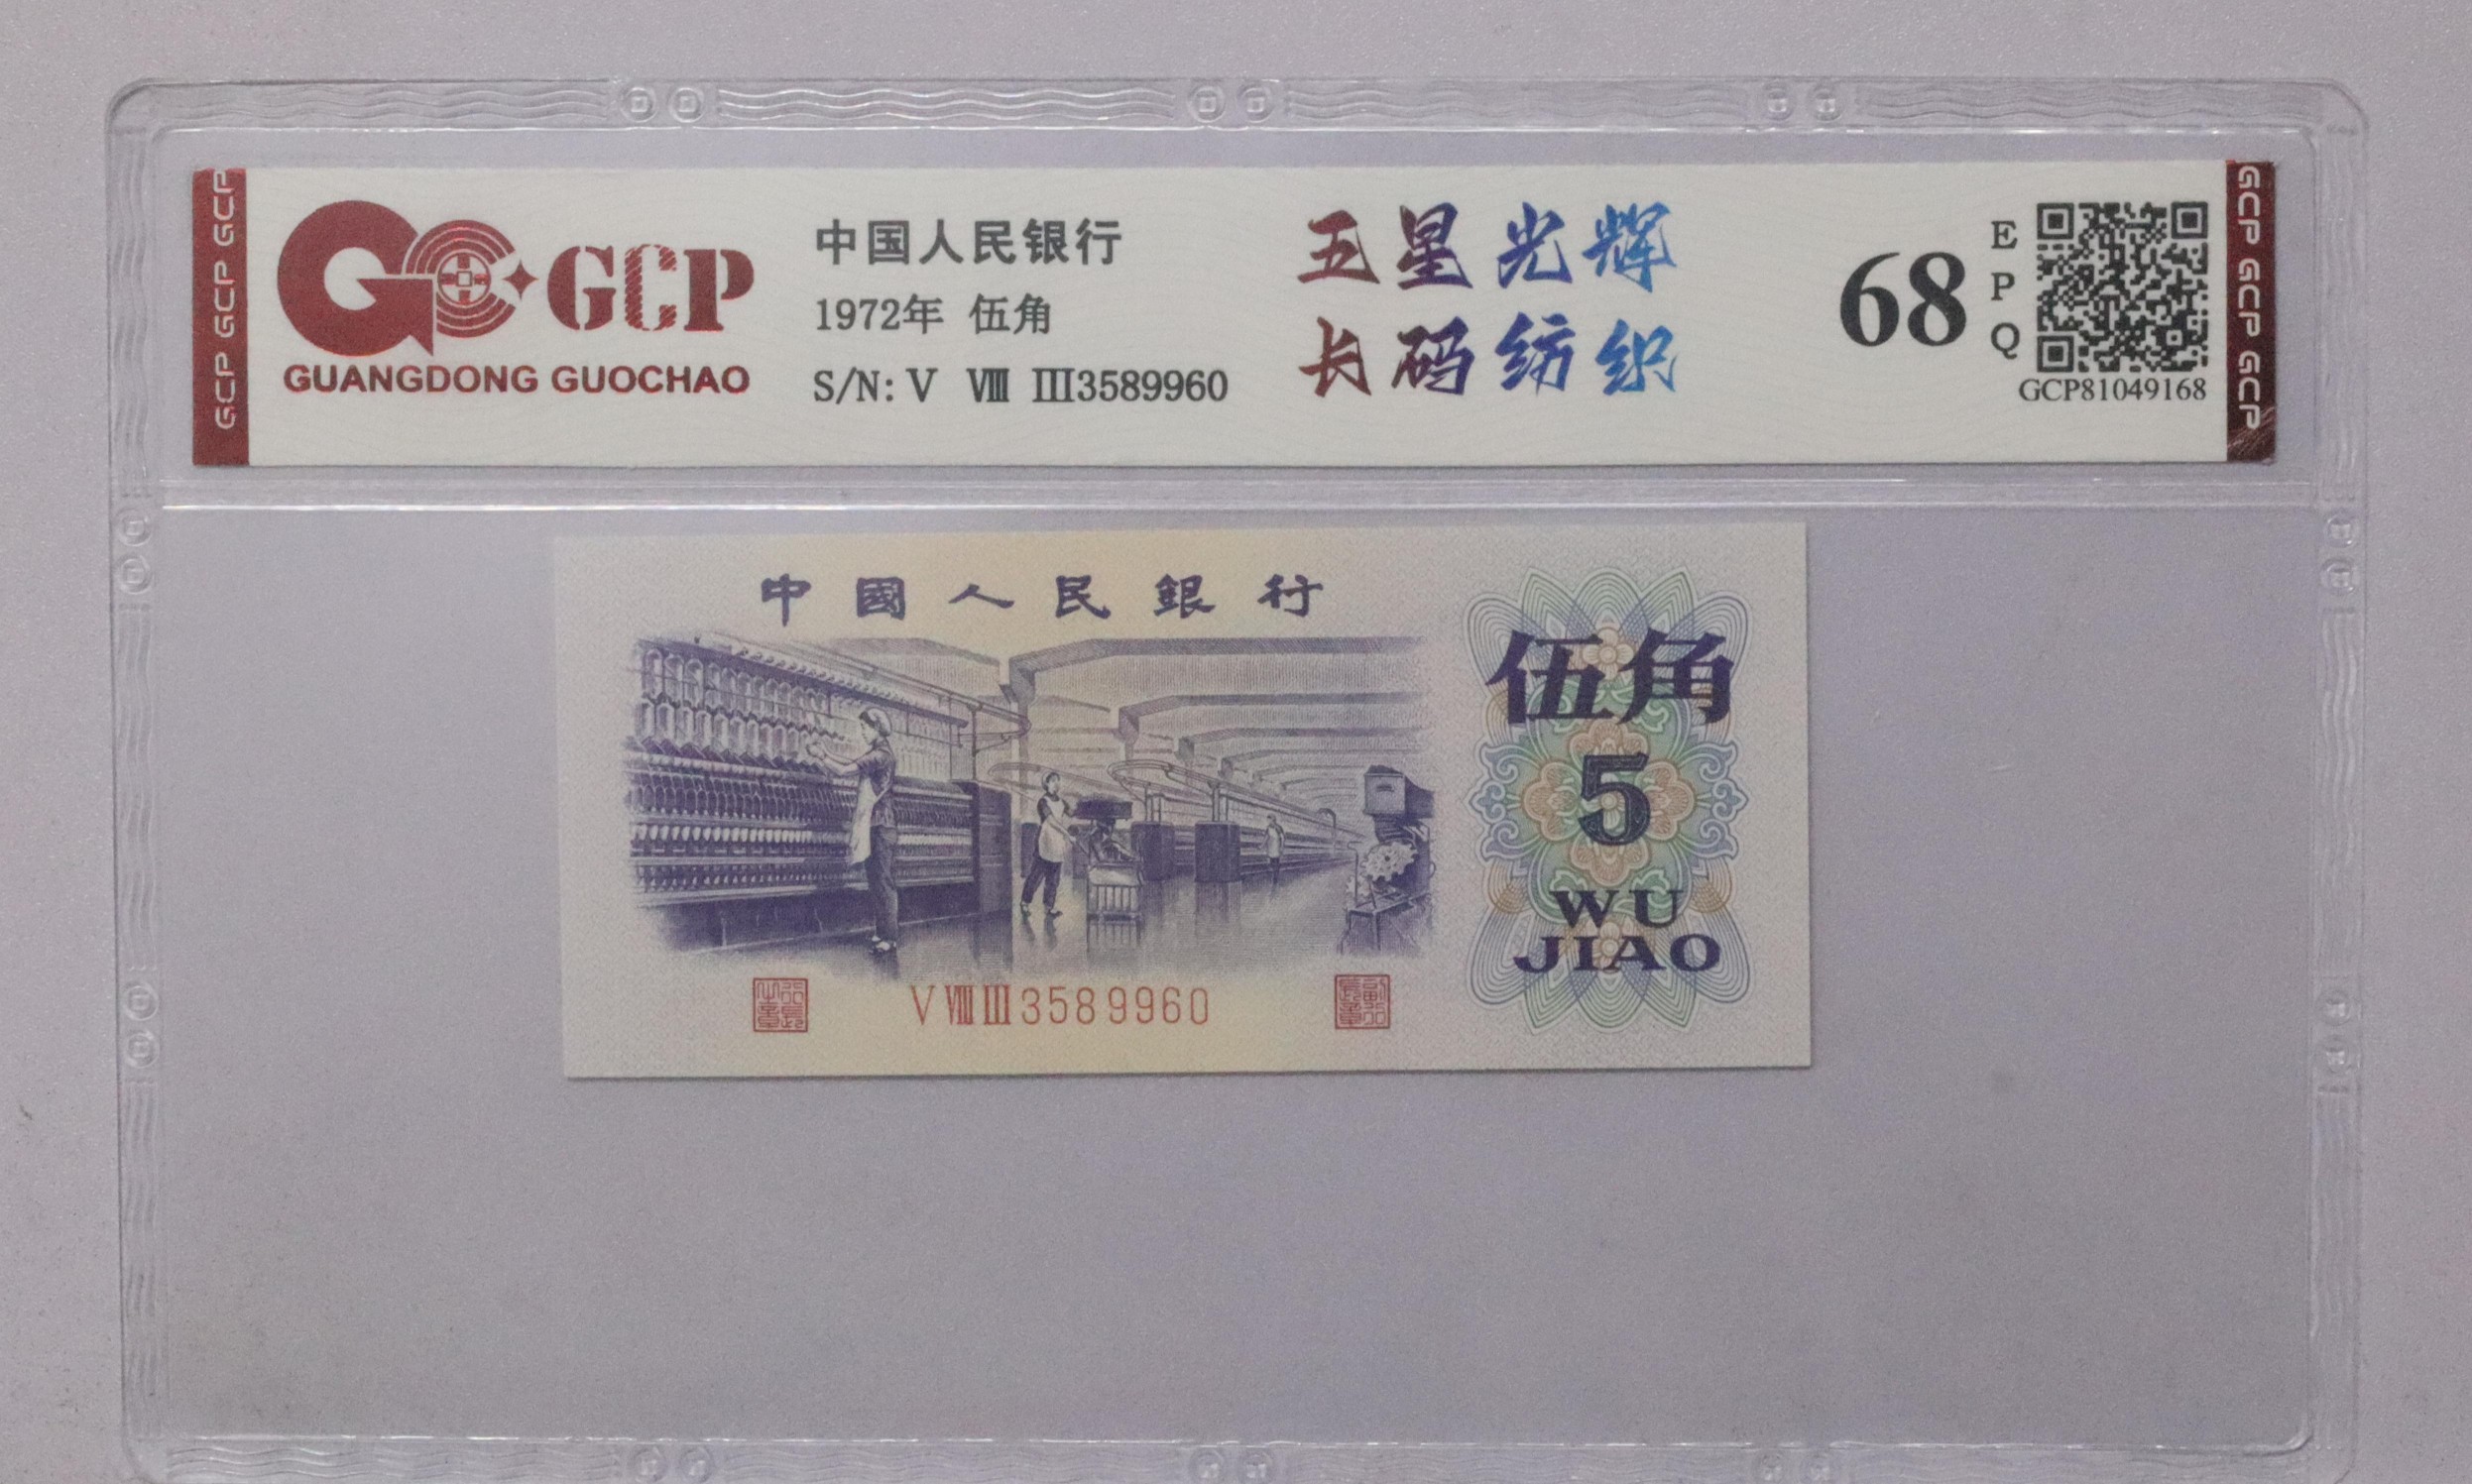 GCP GCP GCP
GCP
GUANGDONG GUOCHAO
中国人民银行
1972年 伍角
S/N: V Ⅷ III3589960
五星光辉
长码纺织
68
E
P
Q
GCP81049168
GCP GCP GCP
中國人民銀行
伍角
5
WU
JIAO
V VIII III 3589960